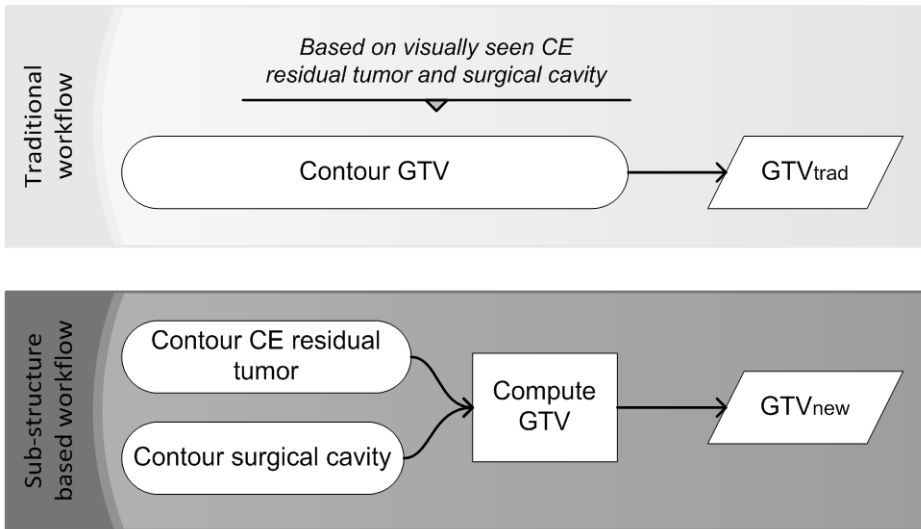 Traditional
workflow
Based on visually seen CE
residual tumor and surgical cavity
Contour GTV
GTVtrad
Sub-structure
based workflow
Contour CE residual
tumor
Contour surgical cavity
Compute
GTV
GTVnew